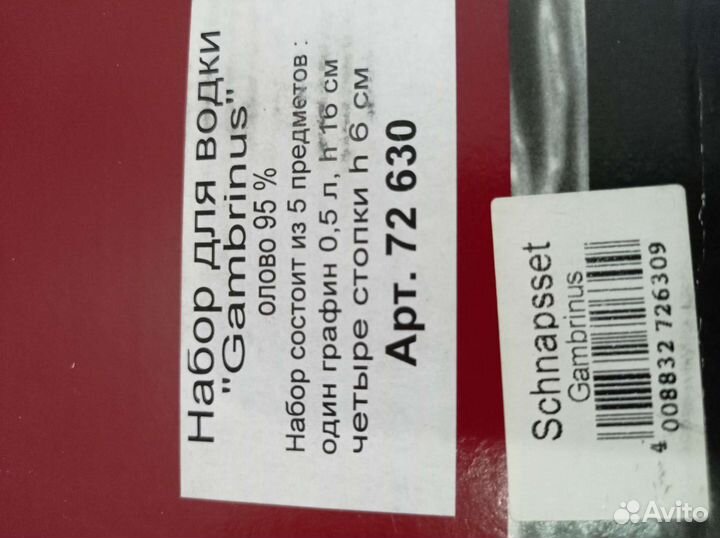 Набор для водки
"Gambrinus"
олово 95 %
Набор состоит из 5 предметов :
один графин 0,5 л, h 16 см
четыре стопки h 6 см
Арт. 72 630
Schnapsset
Gambrinus
4 008832 726309
Avito